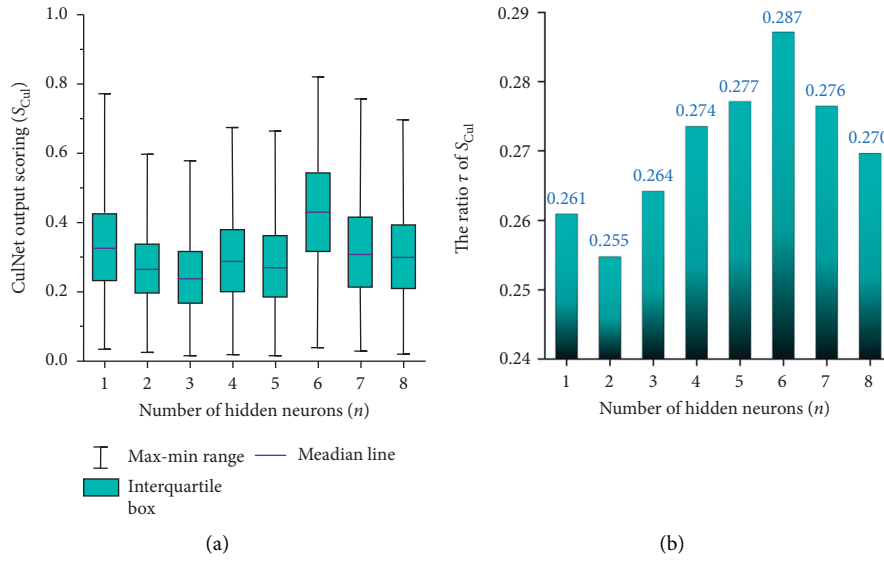 1.0
0.8
0.6
0.4
0.2
0.0
CulNet output scoring (S_Cul)
1 2 3 4 5 6 7 8
Number of hidden neurons (n)
Max-min range
Meadian line
Interquartile
box
(a)
0.29
0.28
0.27
0.26
0.25
0.24
The ratio τ of S_Cul
0.261
0.255
0.264
0.274
0.277
0.287
0.276
0.270
1 2 3 4 5 6 7 8
Number of hidden neurons (n)
(b)